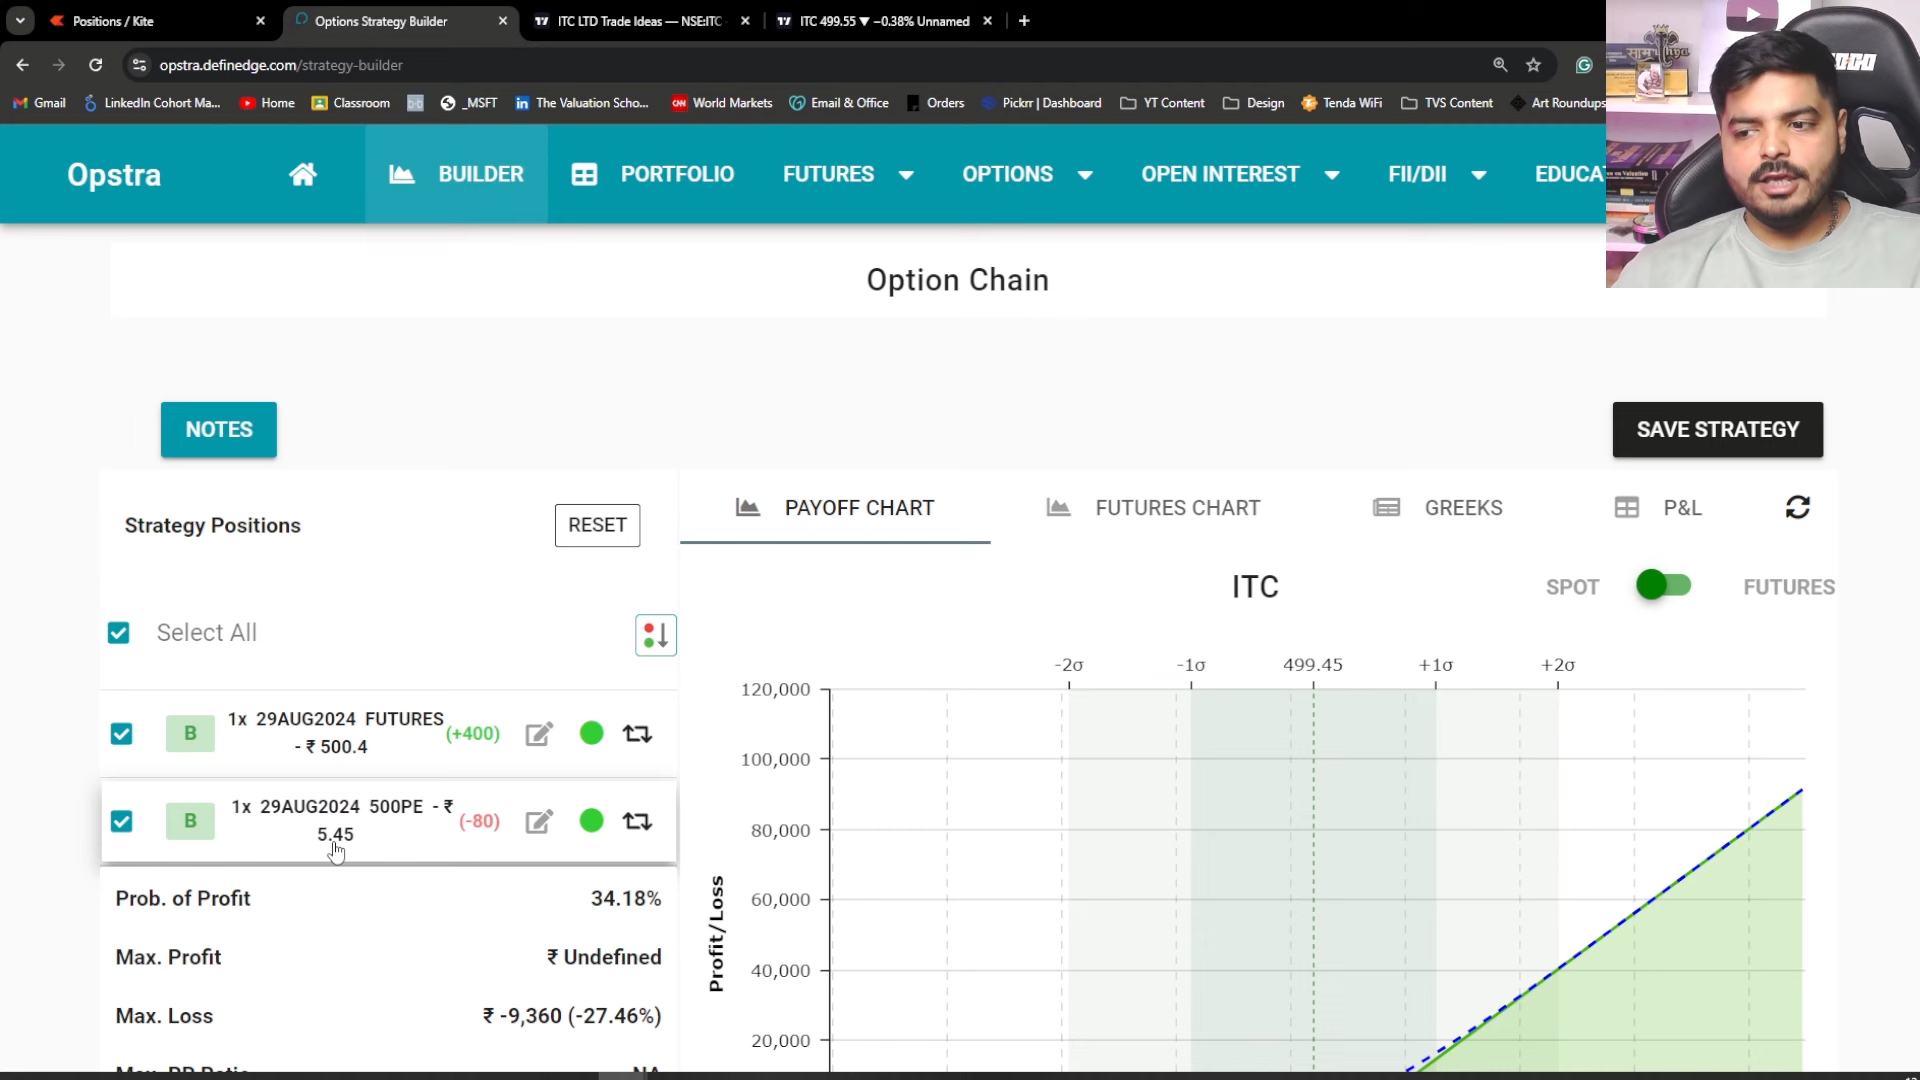 Positions / Kite
Options Strategy Builder
ITC LTD Trade Ideas — NSE:ITC
ITC 499.55 ▼ −0.38% Unnamed
opstra.definedge.com/strategy-builder
Gmail
LinkedIn Cohort Ma...
Home
Classroom
_MSFT
The Valuation Scho...
World Markets
Email & Office
Orders
Pickrr | Dashboard
YT Content
Design
Tenda WiFi
TVS Content
Art Roundups
Opstra
BUILDER
PORTFOLIO
FUTURES
OPTIONS
OPEN INTEREST
FII/DII
EDUCA
Option Chain
NOTES
SAVE STRATEGY
Strategy Positions
RESET
PAYOFF CHART
FUTURES CHART
GREEKS
P&L
ITC
SPOT
FUTURES
Select All
B
1x 29AUG2024 FUTURES
- ₹ 500.4
(+400)
B
1x 29AUG2024 500PE - ₹
5.45
(-80)
Prob. of Profit
34.18%
Max. Profit
₹ Undefined
Max. Loss
₹ -9,360 (-27.46%)
-2σ
-1σ
499.45
+1σ
+2σ
120,000
100,000
80,000
60,000
40,000
20,000
Profit/Loss